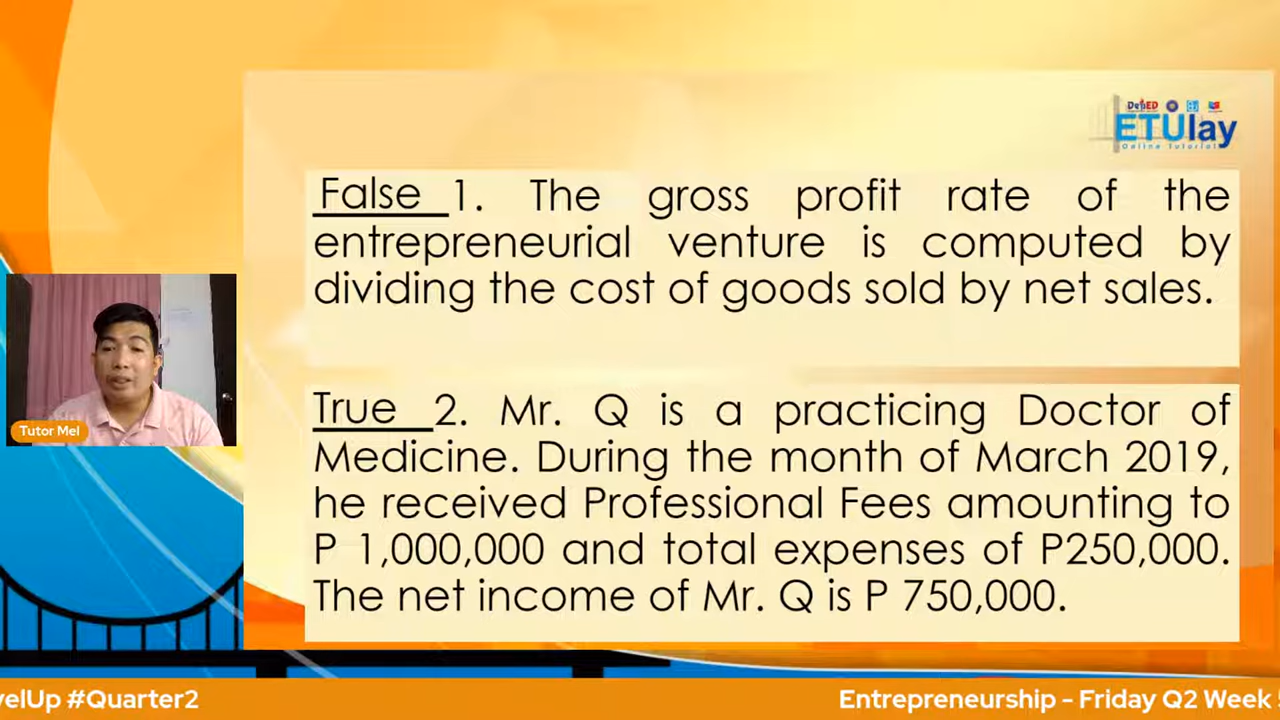 DepED
ETUlay
Online Tutorial
False 1. The gross profit rate of the
entrepreneurial venture is computed by
dividing the cost of goods sold by net sales.
True 2. Mr. Q is a practicing Doctor of
Medicine. During the month of March 2019,
he received Professional Fees amounting to
P 1,000,000 and total expenses of P250,000.
The net income of Mr. Q is P 750,000.
Tutor Mel
velUp #Quarter2
Entrepreneurship - Friday Q2 Week